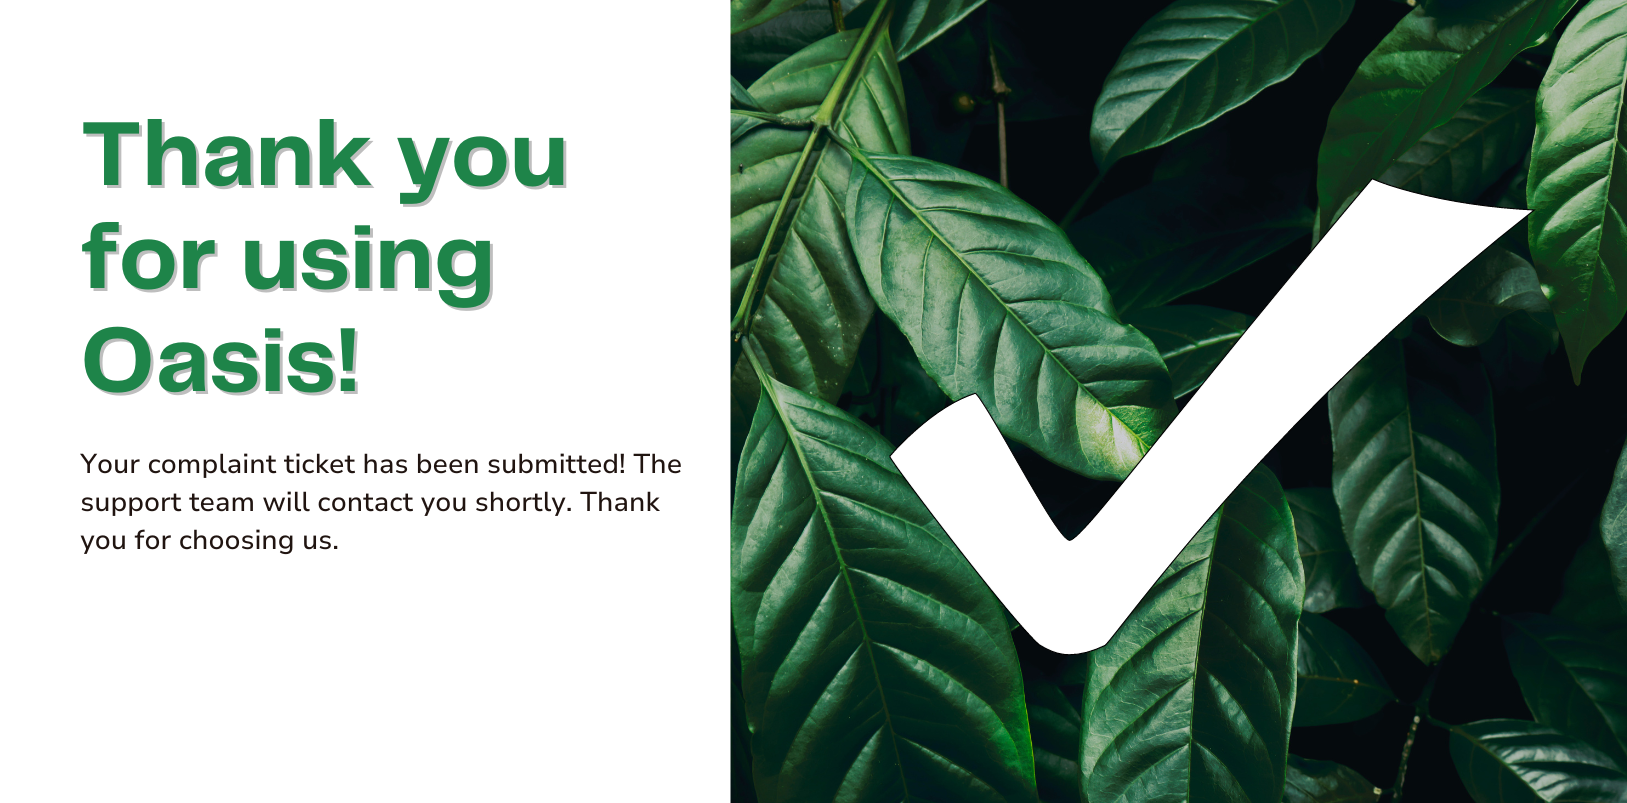 Thank you
for using
Oasis!
Your complaint ticket has been submitted! The
support team will contact you shortly. Thank
you for choosing us.